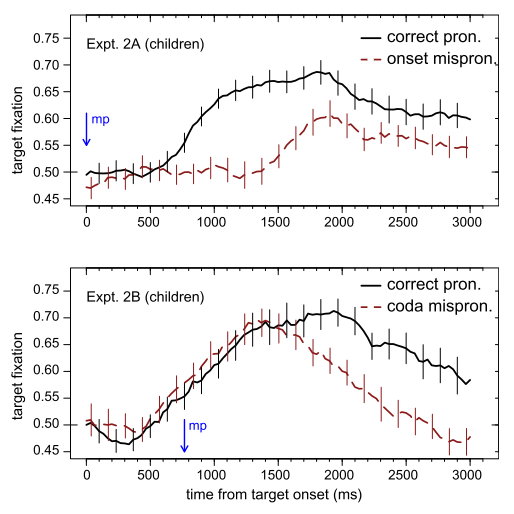 correct pron.
onset mispron.
Expt. 2A (children)
mp
target fixation
0.75
0.70
0.65
0.60
0.55
0.50
0.45
0 500 1000 1500 2000 2500 3000
correct pron.
coda mispron.
Expt. 2B (children)
mp
target fixation
0.75
0.70
0.65
0.60
0.55
0.50
0.45
0 500 1000 1500 2000 2500 3000
time from target onset (ms)